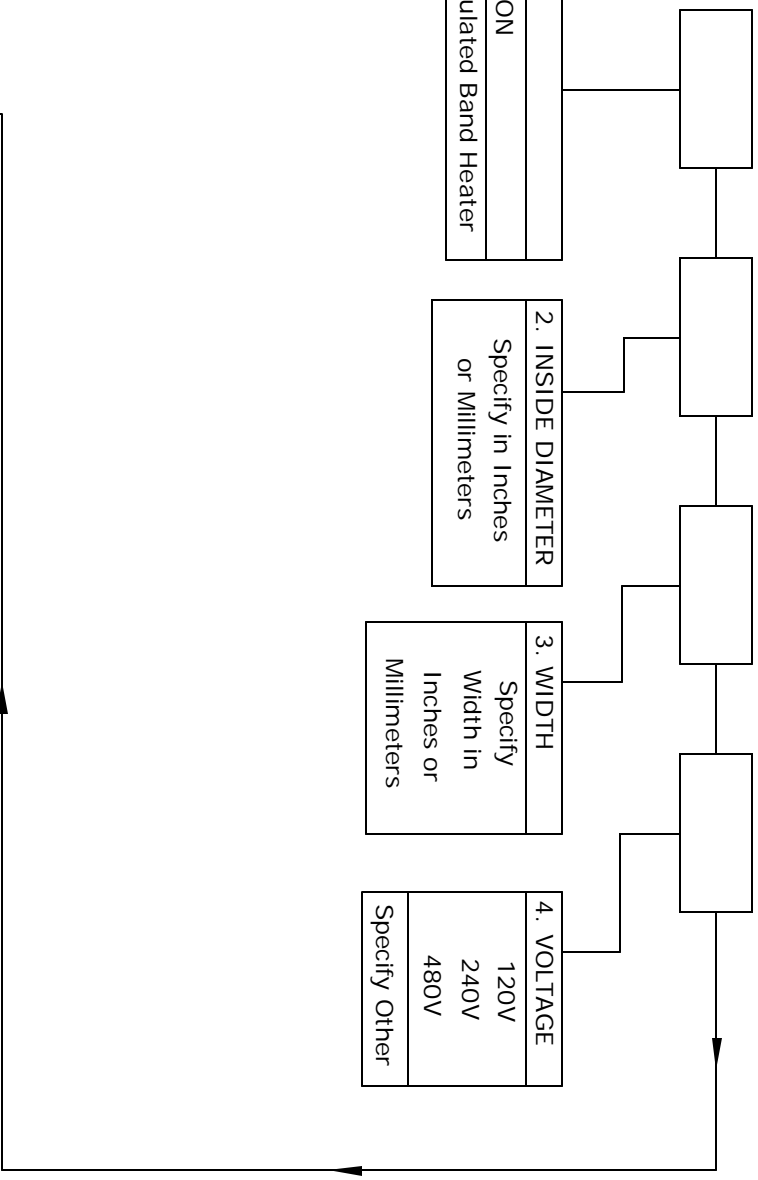 ON
ulated Band Heater
2. INSIDE DIAMETER
Specify in Inches
or Millimeters
3. WIDTH
Specify
Width in
Inches or
Millimeters
4. VOLTAGE
120V
240V
480V
Specify Other